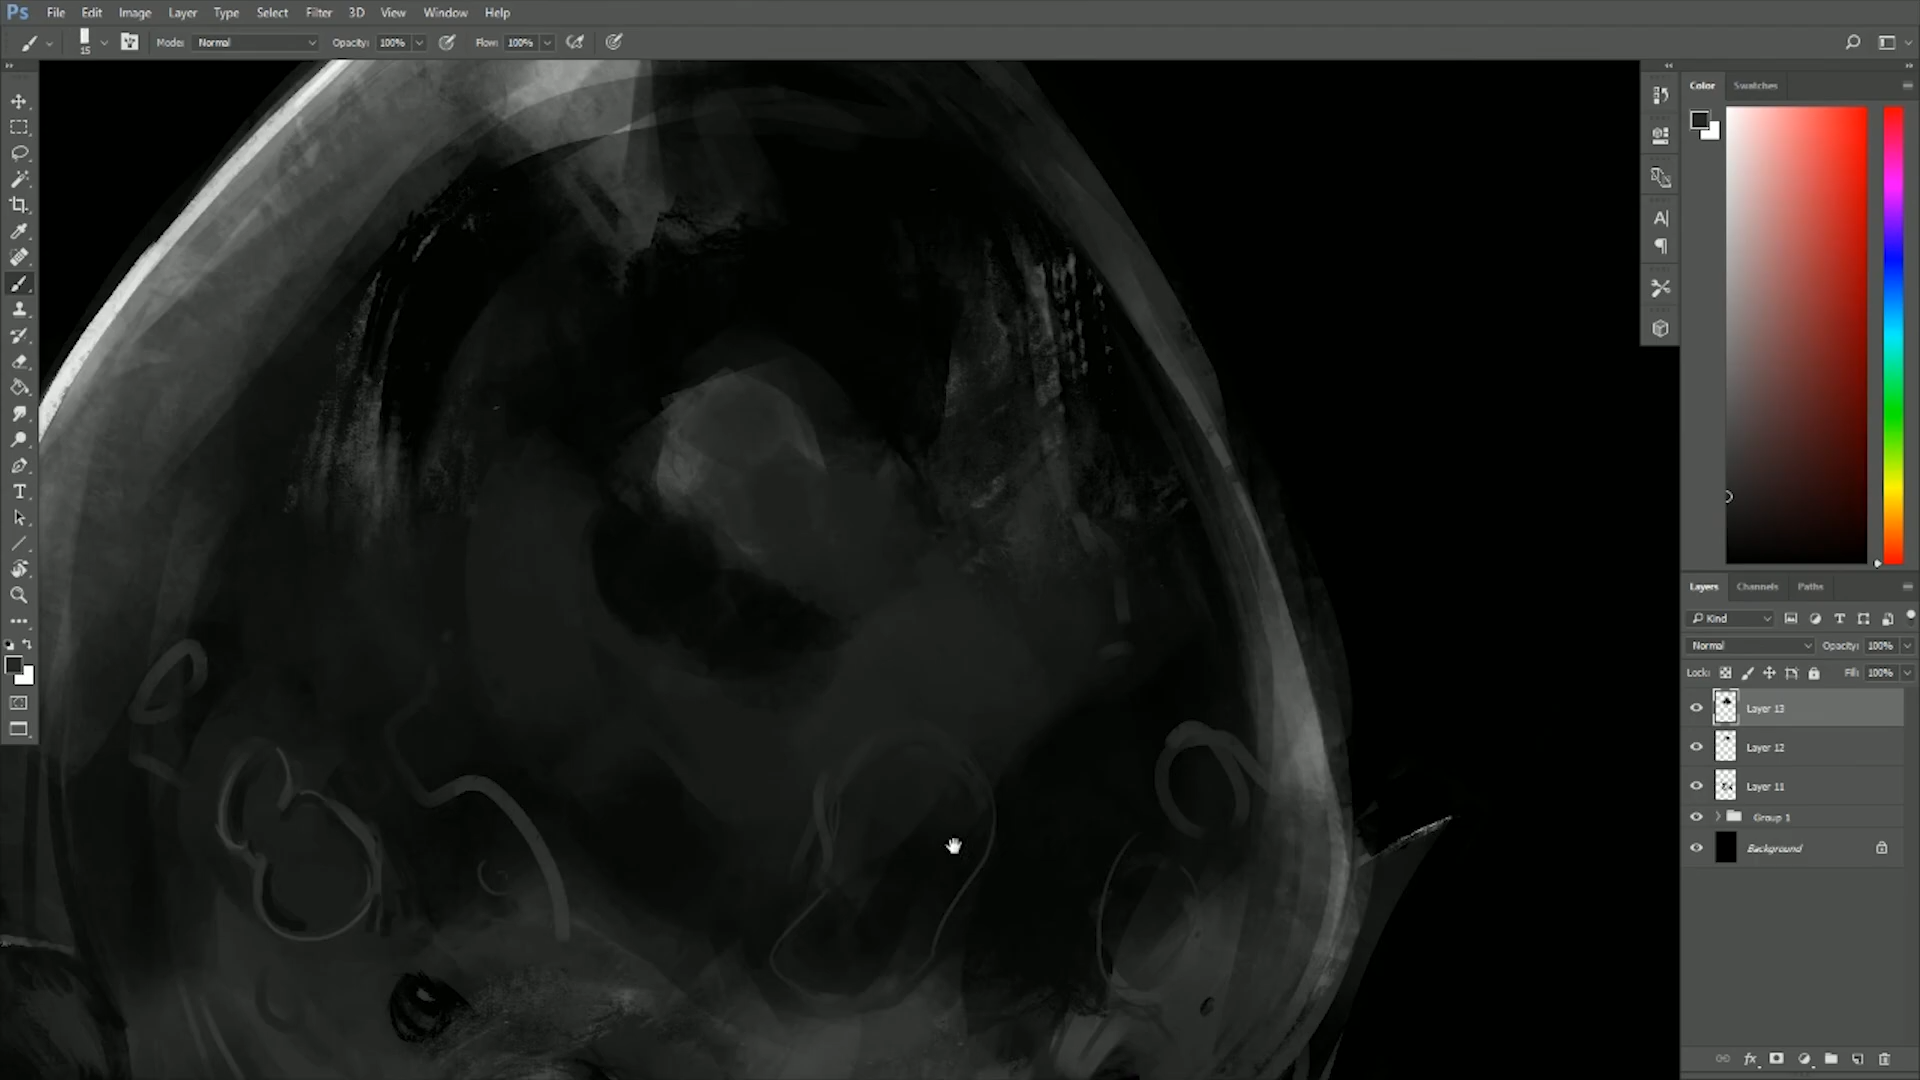 Ps File Edit Image Layer Type Select Filter 3D View Window Help
15 Mode: Normal Opacity: 100% Flow: 100%
Color Swatches
Layers Channels Paths
Kind
Normal Opacity: 100%
Lock: Fill: 100%
Layer 13
Layer 12
Layer 11
Group 1
Background